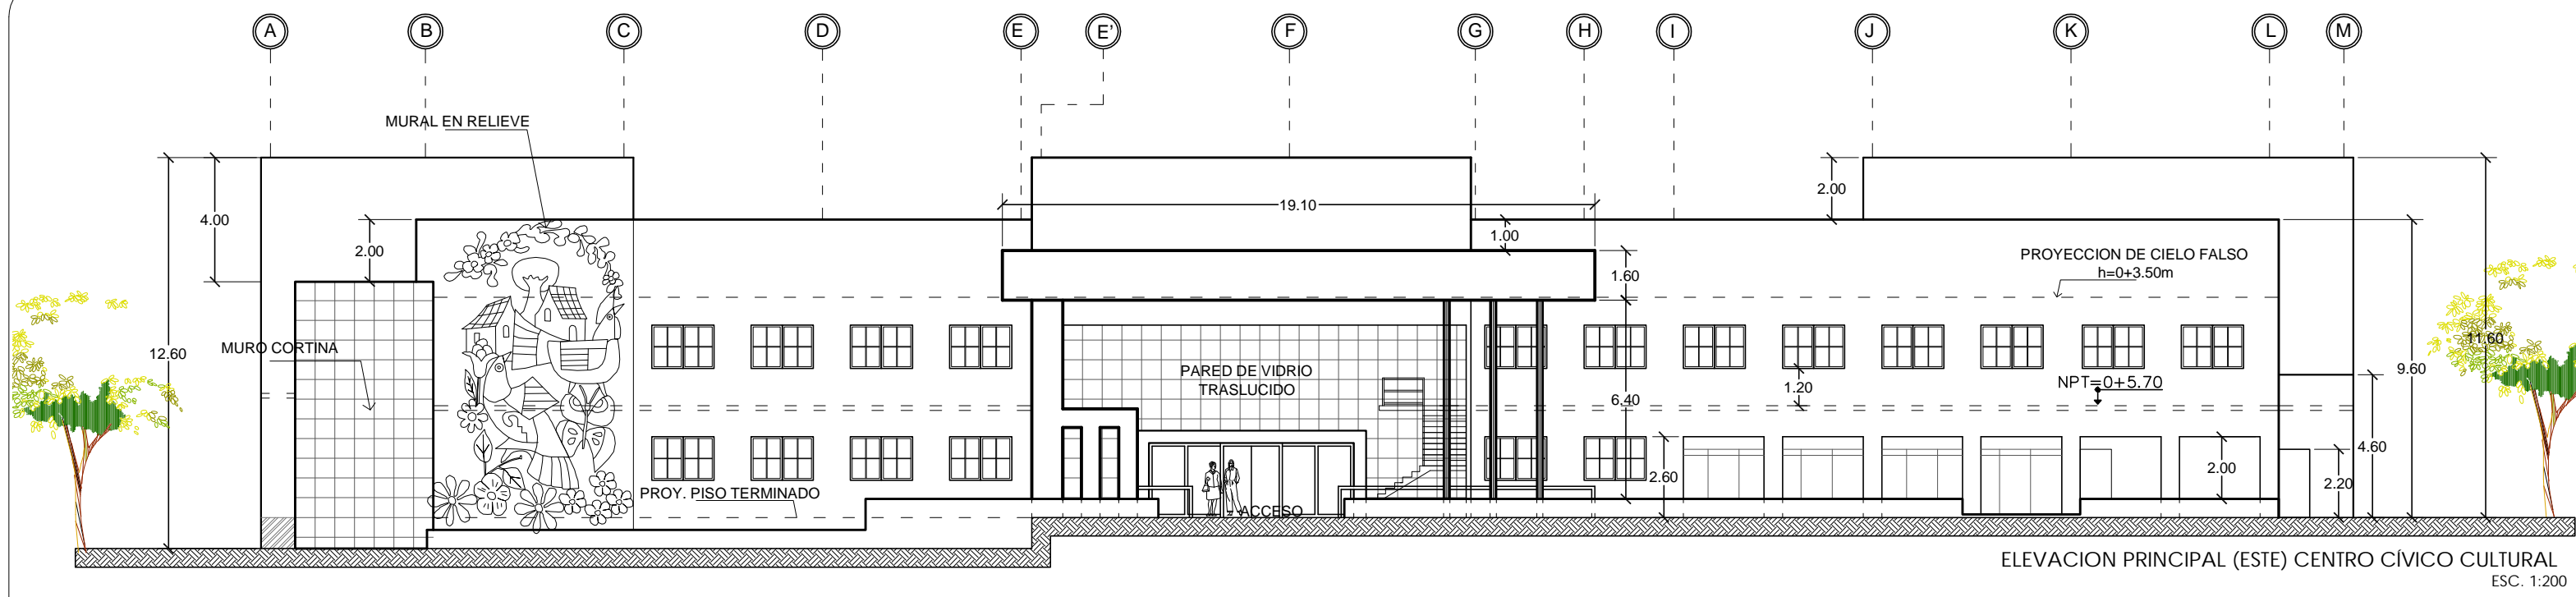 A B C D E E' F G H I J K L M
MURAL EN RELIEVE
4.00
2.00
19.10
1.00
2.00
PROYECCION DE CIELO FALSO
h=0+3.50m
1.60
12.60
MURO CORTINA
PARED DE VIDRIO
TRASLUCIDO
6.40
1.20
NPT=0+5.70
9.60
11.60
4.60
2.60
2.00
2.20
PROY. PISO TERMINADO
ACCESO
ELEVACION PRINCIPAL (ESTE) CENTRO CÍVICO CULTURAL
ESC. 1:200